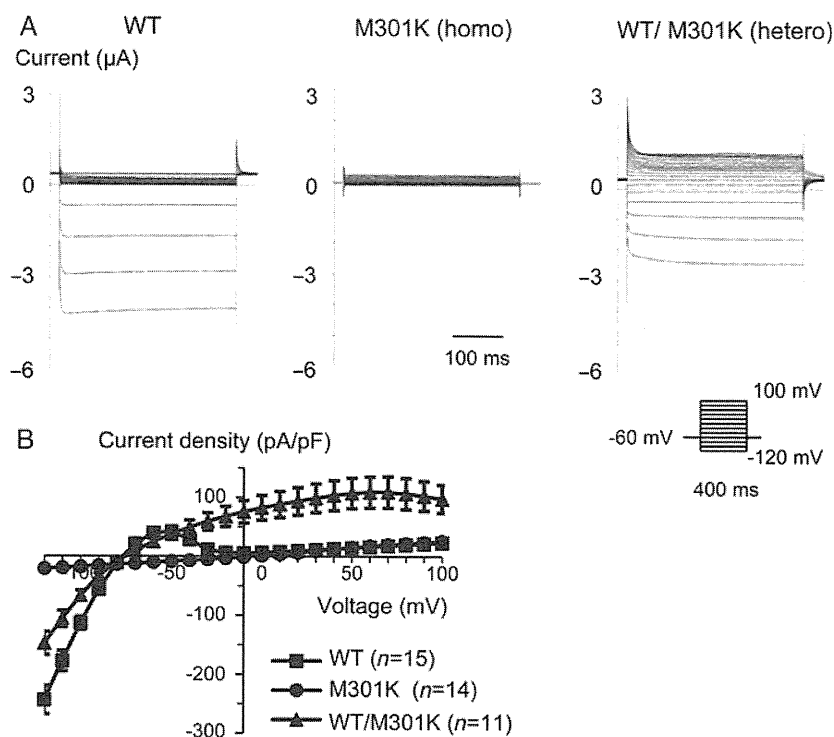 A
WT
M301K (homo)
WT/ M301K (hetero)
Current (µA)
3
0
−3
−6
3
0
−3
−6
3
0
−3
−6
100 ms
100 mV
-60 mV
-120 mV
400 ms
B
Current density (pA/pF)
100
-100
-200
-300
-100
-50
0
50
100
Voltage (mV)
WT (n=15)
M301K (n=14)
WT/M301K (n=11)